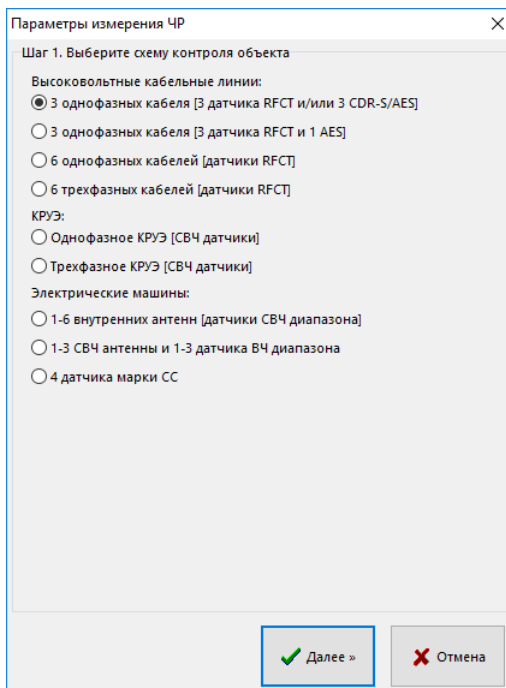 Параметры измерения ЧР
Шаг 1. Выберите схему контроля объекта
Высоковольтные кабельные линии:
3 однофазных кабеля [3 датчика RFCT и/или 3 CDR-S/AES]
3 однофазных кабеля [3 датчика RFCT и 1 AES]
6 однофазных кабелей [датчики RFCT]
6 трехфазных кабелей [датчики RFCT]
КРУЭ:
Однофазное КРУЭ [СВЧ датчики]
Трехфазное КРУЭ [СВЧ датчики]
Электрические машины:
1-6 внутренних антенн [датчики СВЧ диапазона]
1-3 СВЧ антенны и 1-3 датчика ВЧ диапазона
4 датчика марки СС
Далее »
Отмена